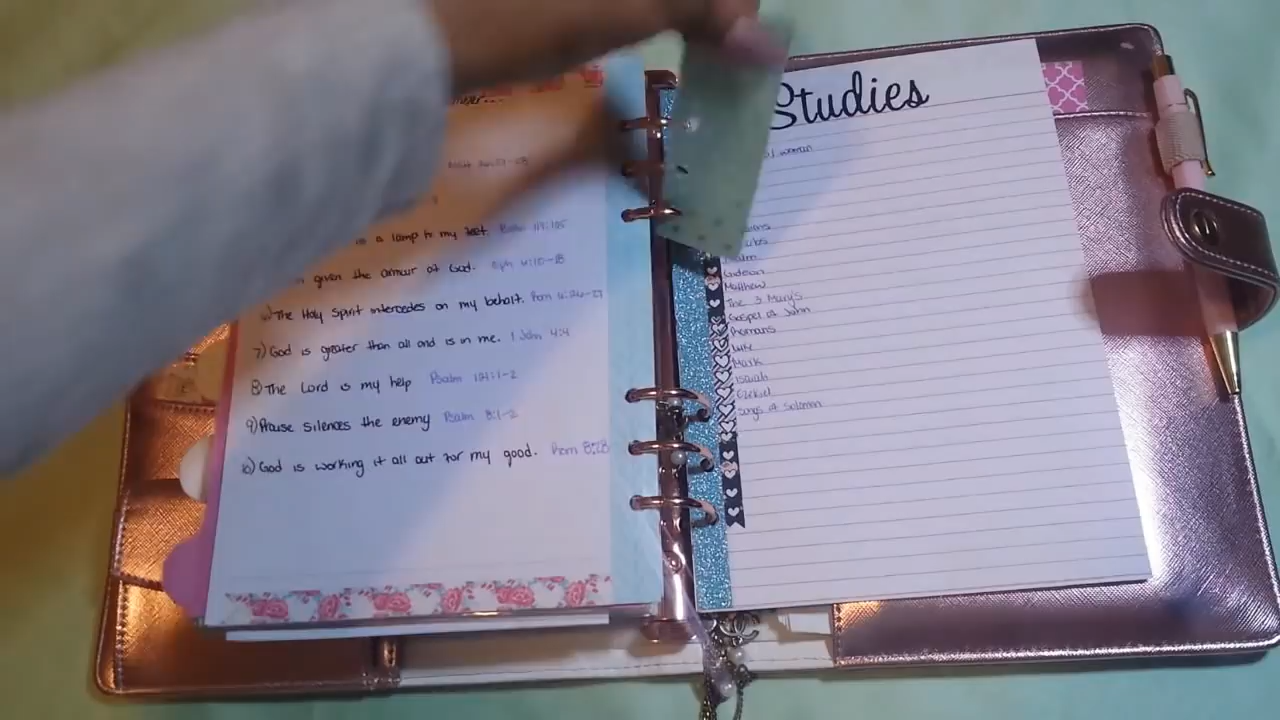 is a lamp to my feet. Psalm 119:105
given the armour of God. Eph 6:10-18
The Holy Spirit intercedes on my behalf. Rom 8:26-27
7) God is greater than all and is in me. 1 John 4:4
8) The Lord is my help Psalm 121:1-2
9) Praise silences the enemy Psalm 8:1-2
10) God is working it all out for my good. Rom 8:28
Studies
woman
Gideon
Matthew
The 3 Mary's
Gospel of John
Romans
Luke
Mark
Isaiah
Ezekiel
Songs of Solomon